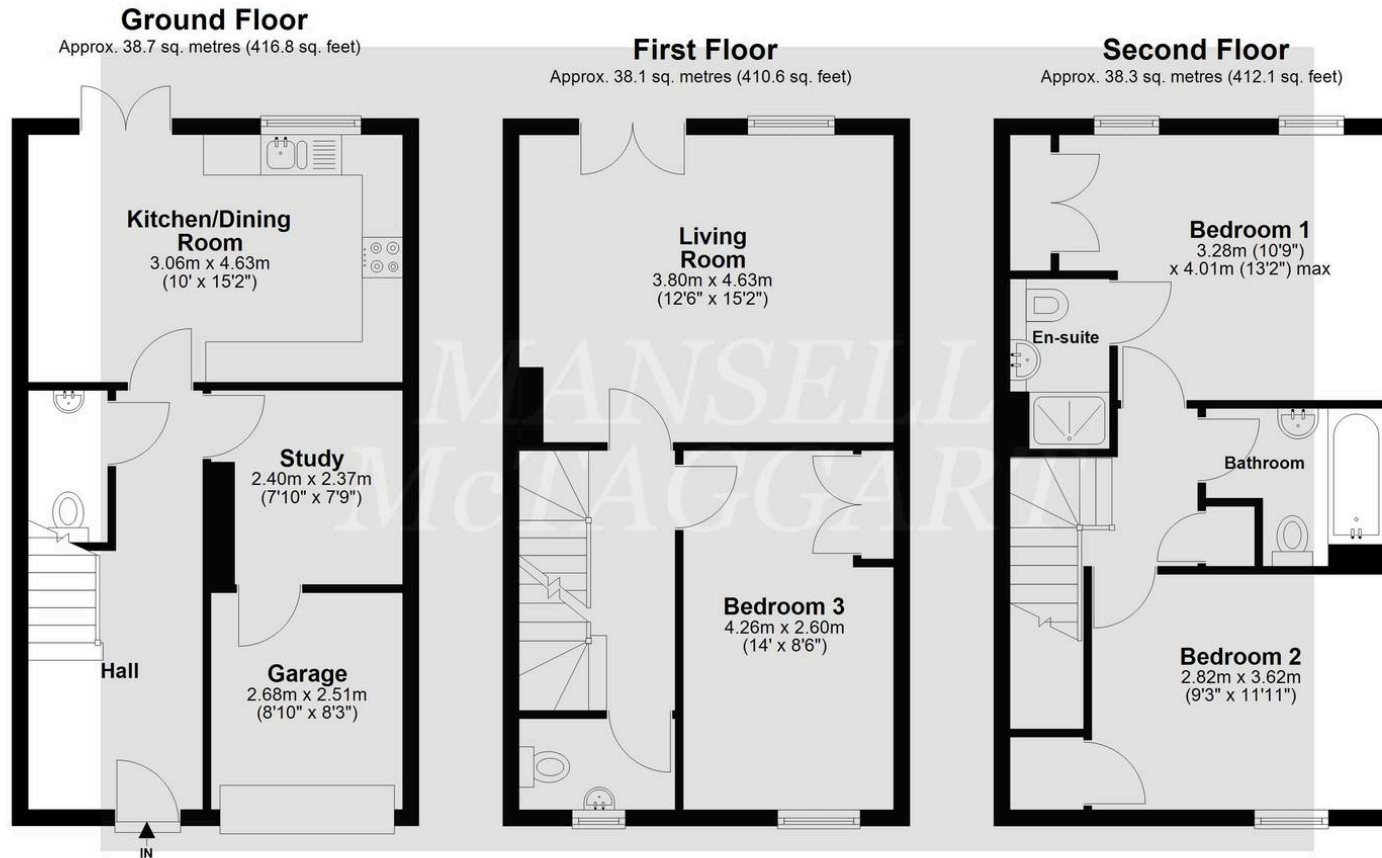 Ground Floor
Approx. 38.7 sq. metres (416.8 sq. feet)
Kitchen/Dining
Room
3.06m x 4.63m
(10' x 15'2")
Study
2.40m x 2.37m
(7'10" x 7'9")
Hall
Garage
2.68m x 2.51m
(8'10" x 8'3")
IN
First Floor
Approx. 38.1 sq. metres (410.6 sq. feet)
Living
Room
3.80m x 4.63m
(12'6" x 15'2")
Bedroom 3
4.26m x 2.60m
(14' x 8'6")
Second Floor
Approx. 38.3 sq. metres (412.1 sq. feet)
Bedroom 1
3.28m (10'9")
x 4.01m (13'2") max
En-suite
Bathroom
Bedroom 2
2.82m x 3.62m
(9'3" x 11'11")
MANSELL
McTAGGART